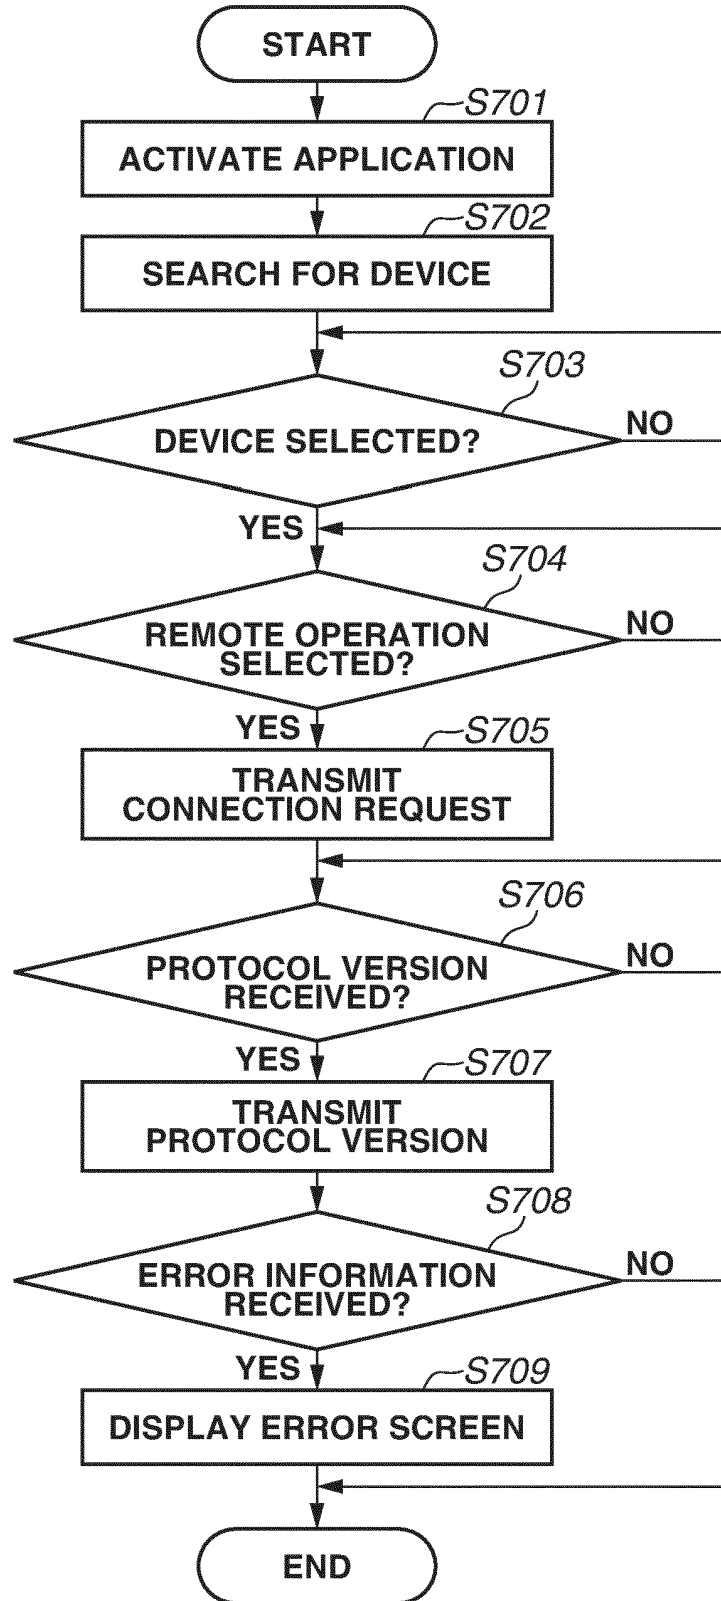 START
S701
ACTIVATE APPLICATION
S702
SEARCH FOR DEVICE
S703
DEVICE SELECTED?
NO
YES
S704
REMOTE OPERATION
SELECTED?
NO
YES
S705
TRANSMIT
CONNECTION REQUEST
S706
PROTOCOL VERSION
RECEIVED?
NO
YES
S707
TRANSMIT
PROTOCOL VERSION
S708
ERROR INFORMATION
RECEIVED?
NO
YES
S709
DISPLAY ERROR SCREEN
END